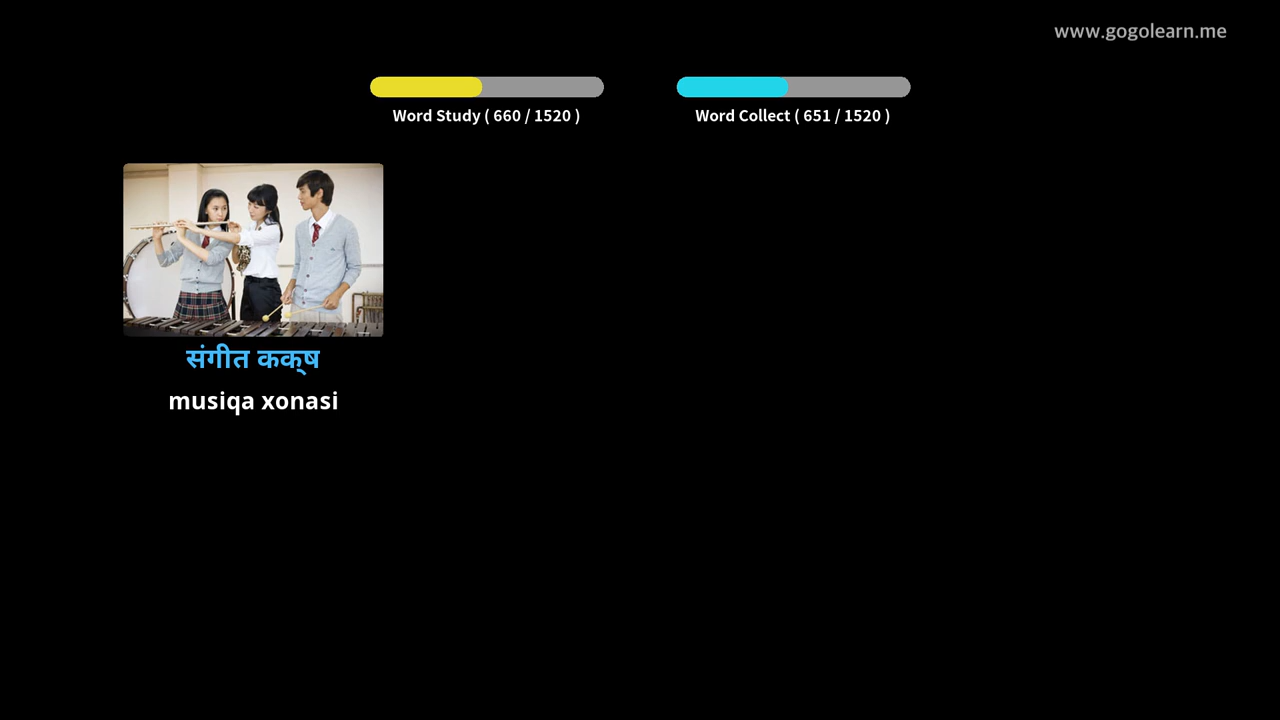 www.gogolearn.me
Word Study ( 660 / 1520 )
Word Collect ( 651 / 1520 )
संगीत कक्ष
musiqa xonasi